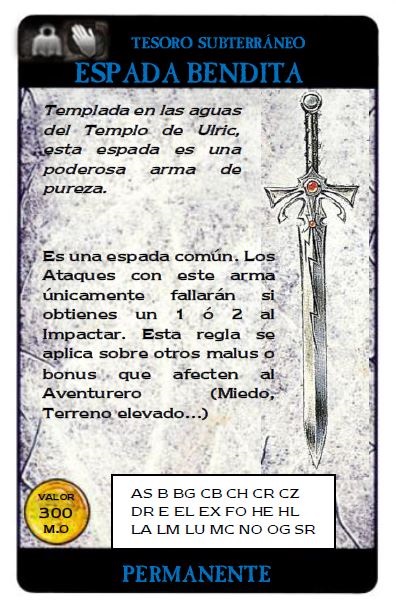 TESORO SUBTERRÁNEO
ESPADA BENDITA
Templada en las aguas
del Templo de Ulric,
esta espada es una
poderosa arma de
pureza.
Es una espada común. Los
Ataques con este arma
únicamente fallarán si
obtienes un 1 ó 2 al
Impactar. Esta regla se
aplica sobre otros malus o
bonus que afecten al
Aventurero (Miedo,
Terreno elevado...)
VALOR
300
M.O
AS B BG CB CH CR CZ
DR E EL EX FO HE HL
LA LM LU MC NO OG SR
PERMANENTE